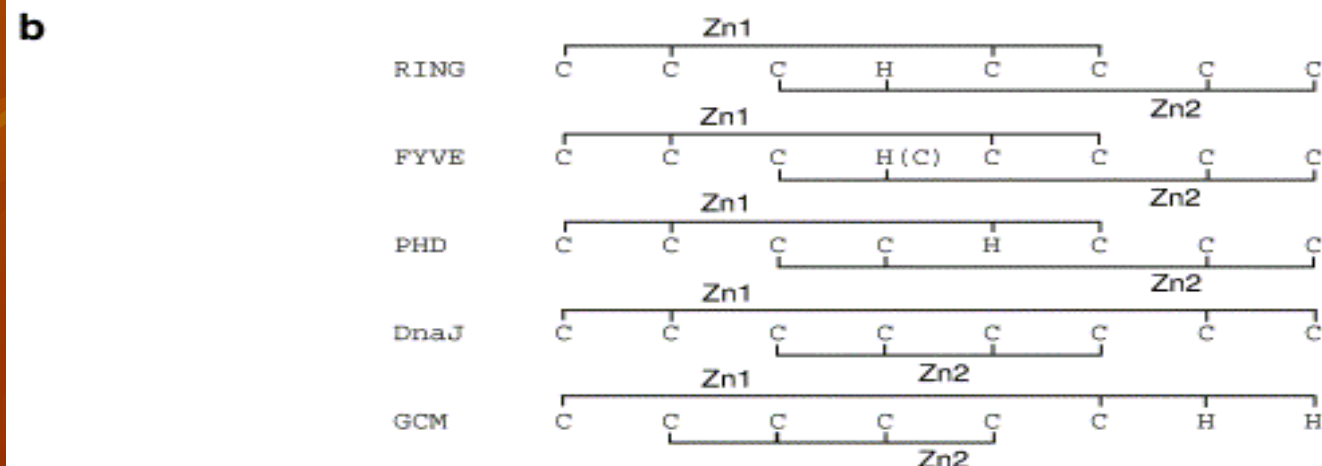 b
Zn1
RING C C C H C C C C
Zn2
Zn1
FYVE C C C H(C) C C C C
Zn2
Zn1
PHD C C C C H C C C
Zn2
Zn1
DnaJ C C C C C C C C
Zn2
Zn1
GCM C C C C C C H H
Zn2